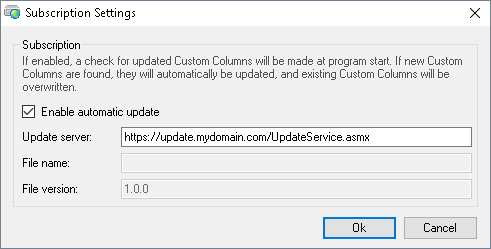 Subscription Settings
Subscription
If enabled, a check for updated Custom Columns will be made at program start. If new Custom
Columns are found, they will automatically be updated, and existing Custom Columns will be
overwritten.
Enable automatic update
Update server: https://update.mydomain.com/UpdateService.asmx
File name:
File version: 1.0.0
Ok Cancel